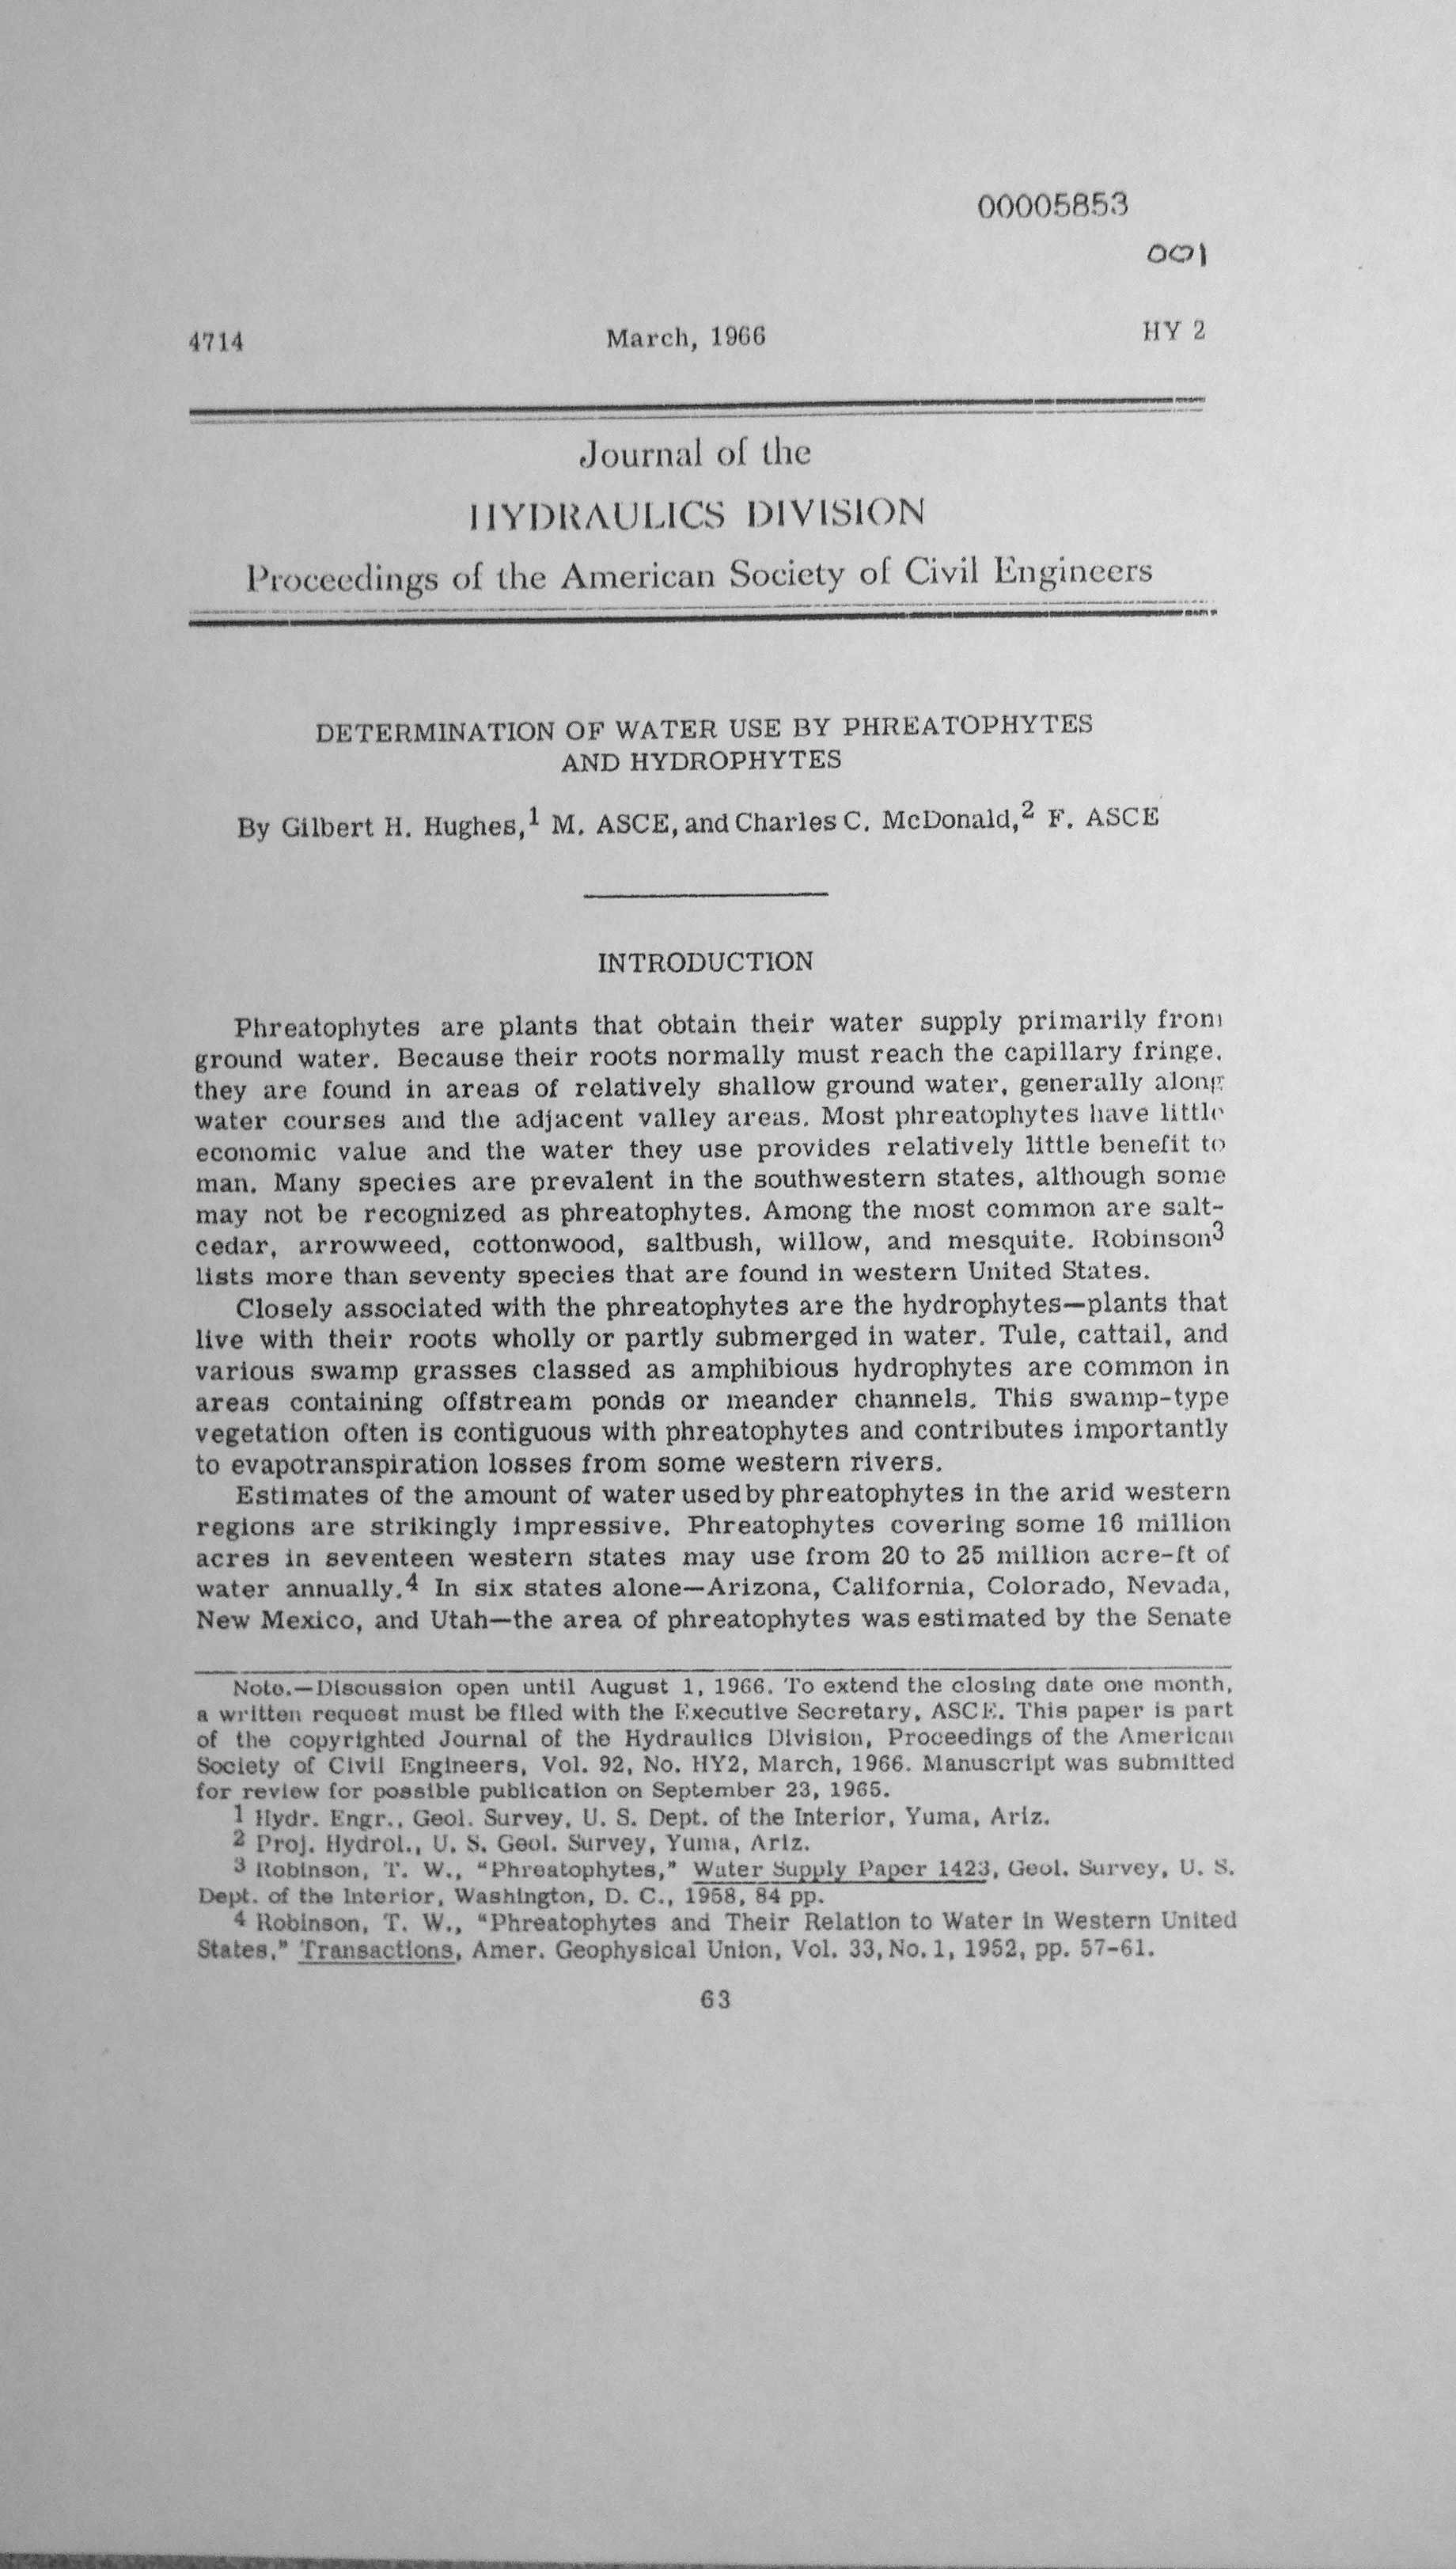 00005853
001
4714 March, 1966 HY 2
Journal of the
HYDRAULICS DIVISION
Proceedings of the American Society of Civil Engineers
DETERMINATION OF WATER USE BY PHREATOPHYTES
AND HYDROPHYTES
By Gilbert H. Hughes,1 M. ASCE, and Charles C. McDonald,2 F. ASCE
INTRODUCTION
Phreatophytes are plants that obtain their water supply primarily from
ground water. Because their roots normally must reach the capillary fringe,
they are found in areas of relatively shallow ground water, generally along
water courses and the adjacent valley areas. Most phreatophytes have little
economic value and the water they use provides relatively little benefit to
man. Many species are prevalent in the southwestern states, although some
may not be recognized as phreatophytes. Among the most common are salt-
cedar, arrowweed, cottonwood, saltbush, willow, and mesquite. Robinson3
lists more than seventy species that are found in western United States.
Closely associated with the phreatophytes are the hydrophytes—plants that
live with their roots wholly or partly submerged in water. Tule, cattail, and
various swamp grasses classed as amphibious hydrophytes are common in
areas containing offstream ponds or meander channels. This swamp-type
vegetation often is contiguous with phreatophytes and contributes importantly
to evapotranspiration losses from some western rivers.
Estimates of the amount of water used by phreatophytes in the arid western
regions are strikingly impressive. Phreatophytes covering some 16 million
acres in seventeen western states may use from 20 to 25 million acre-ft of
water annually.4 In six states alone—Arizona, California, Colorado, Nevada,
New Mexico, and Utah—the area of phreatophytes was estimated by the Senate
Note.—Discussion open until August 1, 1966. To extend the closing date one month,
a written request must be filed with the Executive Secretary, ASCE. This paper is part
of the copyrighted Journal of the Hydraulics Division, Proceedings of the American
Society of Civil Engineers, Vol. 92, No. HY2, March, 1966. Manuscript was submitted
for review for possible publication on September 23, 1965.
1 Hydr. Engr., Geol. Survey, U. S. Dept. of the Interior, Yuma, Ariz.
2 Proj. Hydrol., U. S. Geol. Survey, Yuma, Ariz.
3 Robinson, T. W., “Phreatophytes,” Water Supply Paper 1423, Geol. Survey, U. S.
Dept. of the Interior, Washington, D. C., 1958, 84 pp.
4 Robinson, T. W., “Phreatophytes and Their Relation to Water in Western United
States,” Transactions, Amer. Geophysical Union, Vol. 33, No. 1, 1952, pp. 57-61.
63